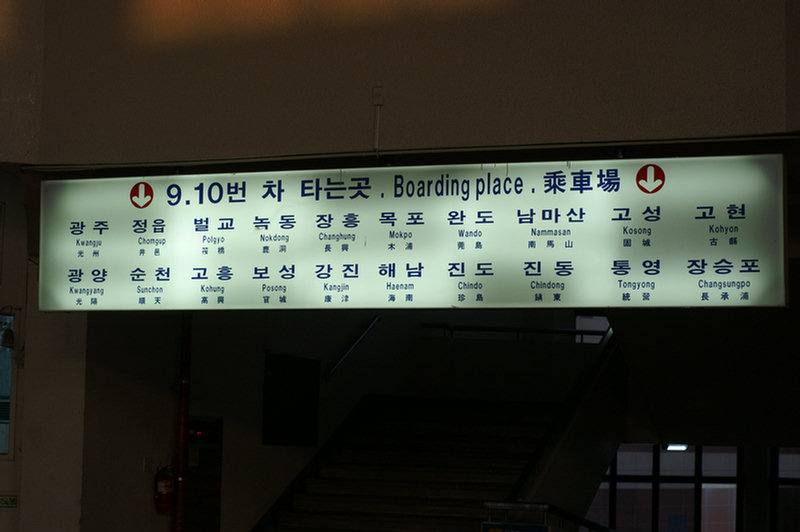 9.10번 차 타는곳 . Boarding place . 乘車場
광주 정읍 벌교 녹동 장흥 목포 완도 남마산 고성 고현
Kwangju Chomgup Polgyo Nokdong Changhung Mokpo Wando Nammasan Kosong Kohyon
光州 井邑 筏橋 鹿洞 長興 木浦 莞島 南馬山 固城 古縣
광양 순천 고흥 보성 강진 해남 진도 진동 통영 장승포
Kwangyang Sunchon Kohung Posong Kangjin Haenam Chindo Chindong Tongyong Changsungpo
光陽 順天 高興 宝城 康津 海南 珍島 鎭東 統營 長承浦